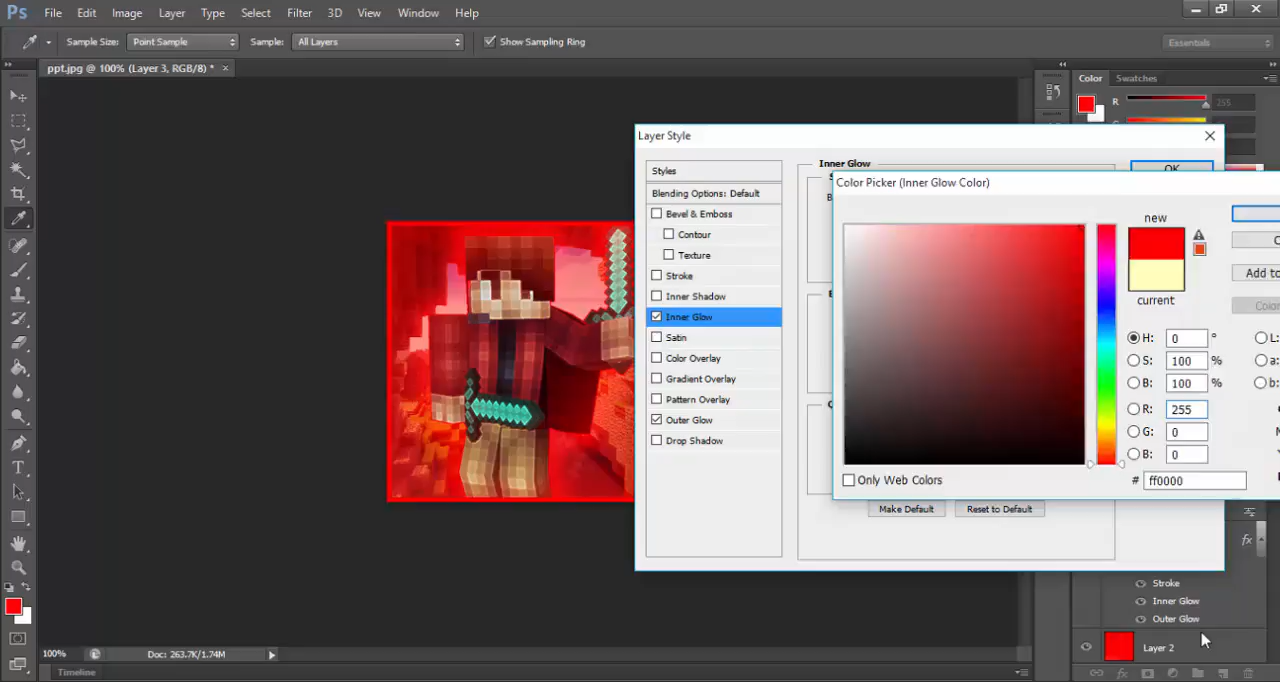 Ps File Edit Image Layer Type Select Filter 3D View Window Help
Sample Size: Point Sample Sample: All Layers Show Sampling Ring Essentials
ppt.jpg @ 100% (Layer 3, RGB/8) * ×
Color Swatches
R 255
Layer Style
Styles
Blending Options: Default
Bevel & Emboss
Contour
Texture
Stroke
Inner Shadow
Inner Glow
Satin
Color Overlay
Gradient Overlay
Pattern Overlay
Outer Glow
Drop Shadow
Inner Glow
OK
Color Picker (Inner Glow Color)
new
current
Add to
H: 0 °
S: 100 %
B: 100 %
R: 255
G: 0
B: 0
L:
a:
b:
Only Web Colors
# ff0000
Make Default Reset to Default
fx
Stroke
Inner Glow
Outer Glow
Layer 2
100% Doc: 263.7K/1.74M
Timeline